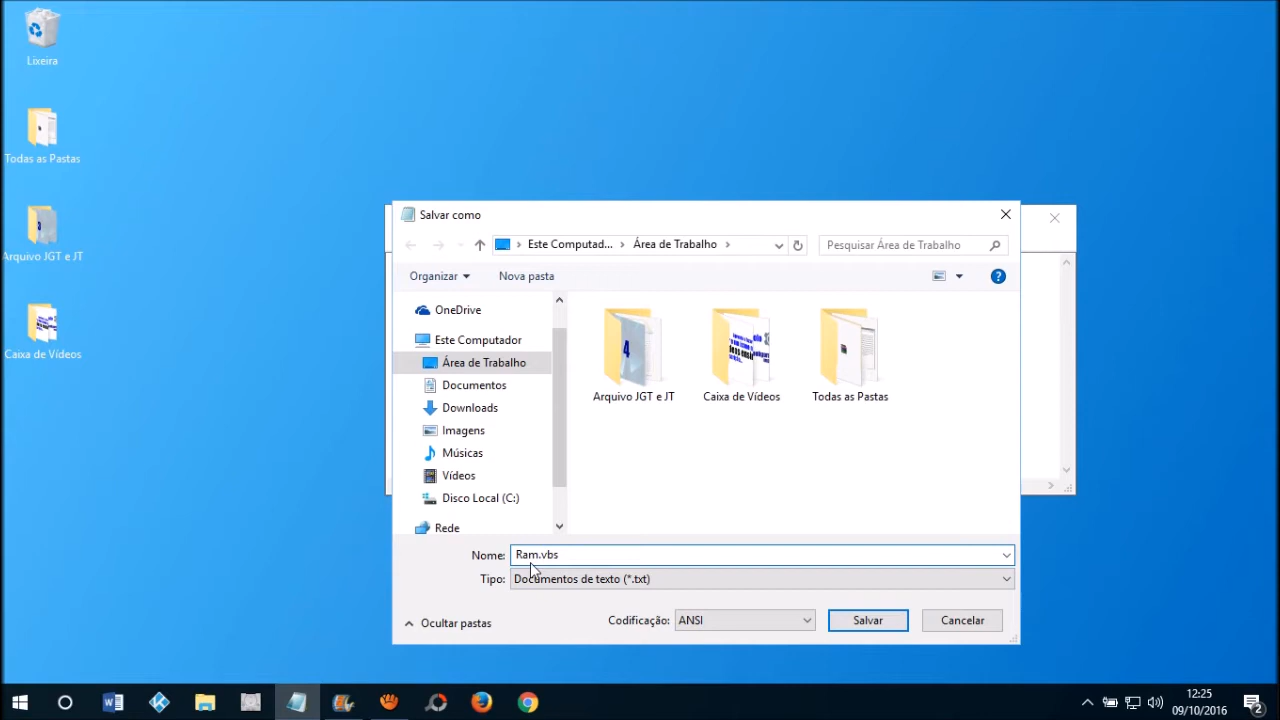 Lixeira
Todas as Pastas
Arquivo JGT e JT
Caixa de Vídeos
Salvar como
Este Computad... Área de Trabalho
Pesquisar Área de Trabalho
Organizar
Nova pasta
OneDrive
Este Computador
Área de Trabalho
Documentos
Downloads
Imagens
Músicas
Vídeos
Disco Local (C:)
Rede
4
Arquivo JGT e JT
Caixa de Vídeos
Todas as Pastas
Nome: Ram.vbs
Tipo: Documentos de texto (*.txt)
Ocultar pastas
Codificação: ANSI
Salvar
Cancelar
12:25
09/10/2016
2